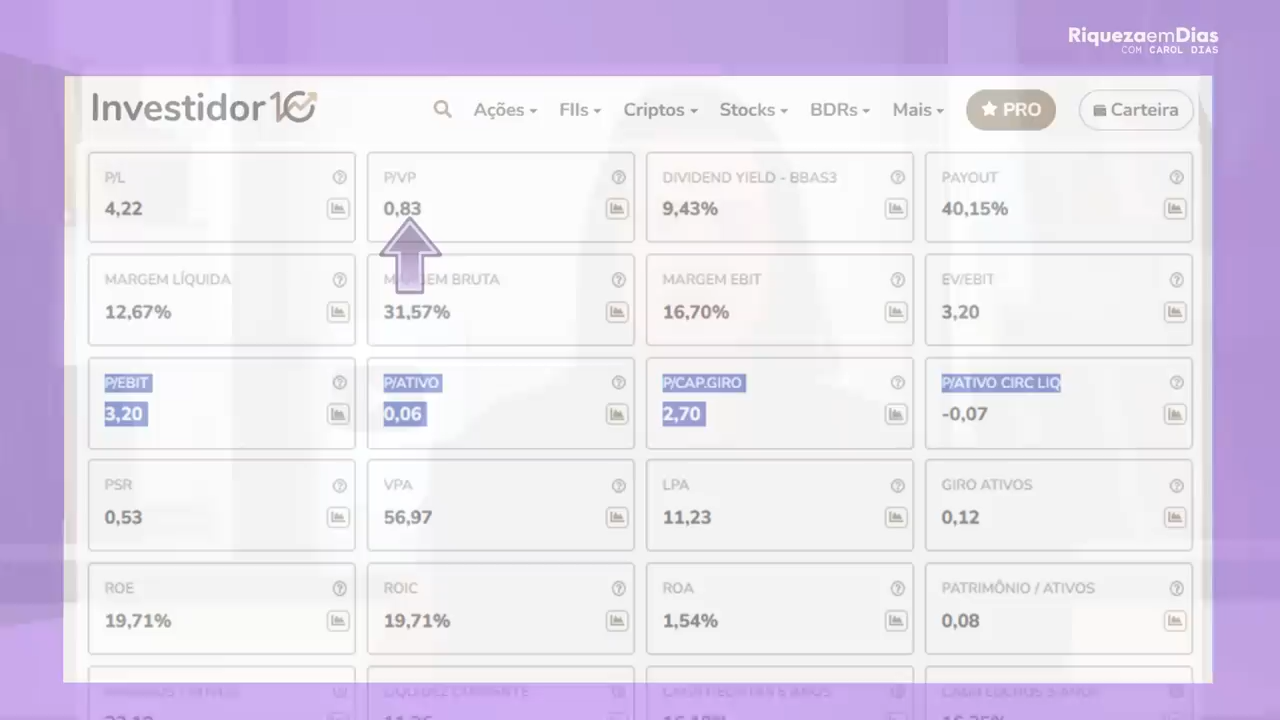 RiquezaemDias
COM CAROL DIAS
Investidor10
Ações
FIIs
Criptos
Stocks
BDRs
Mais
PRO
Carteira
P/L
4,22
P/VP
0,83
DIVIDEND YIELD - BBAS3
9,43%
PAYOUT
40,15%
MARGEM LÍQUIDA
12,67%
MARGEM BRUTA
31,57%
MARGEM EBIT
16,70%
EV/EBIT
3,20
P/EBIT
3,20
P/ATIVO
0,06
P/CAP.GIRO
2,70
P/ATIVO CIRC LIQ
-0,07
PSR
0,53
VPA
56,97
LPA
11,23
GIRO ATIVOS
0,12
ROE
19,71%
ROIC
19,71%
ROA
1,54%
PATRIMÔNIO / ATIVOS
0,08
LIQUIDEZ CORRENTE